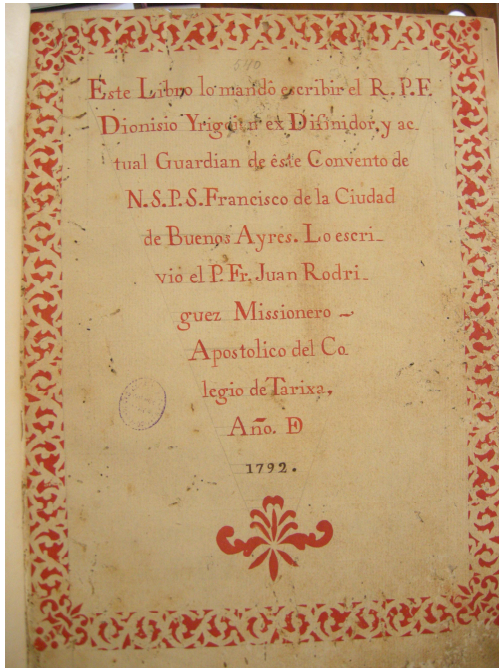 540
Este Libro lo mandò escribir el R. P. F.
Dionisio Yrigoien ex Difinidor, y ac-
tual Guardian de éste Convento de
N. S. P. S. Francisco de la Ciudad
de Buenos Ayres. Lo escri-
vio el P. Fr. Juan Rodri-
guez Missionero
Apostolico del Co
legio de Tarixa,
Año. D
1792.